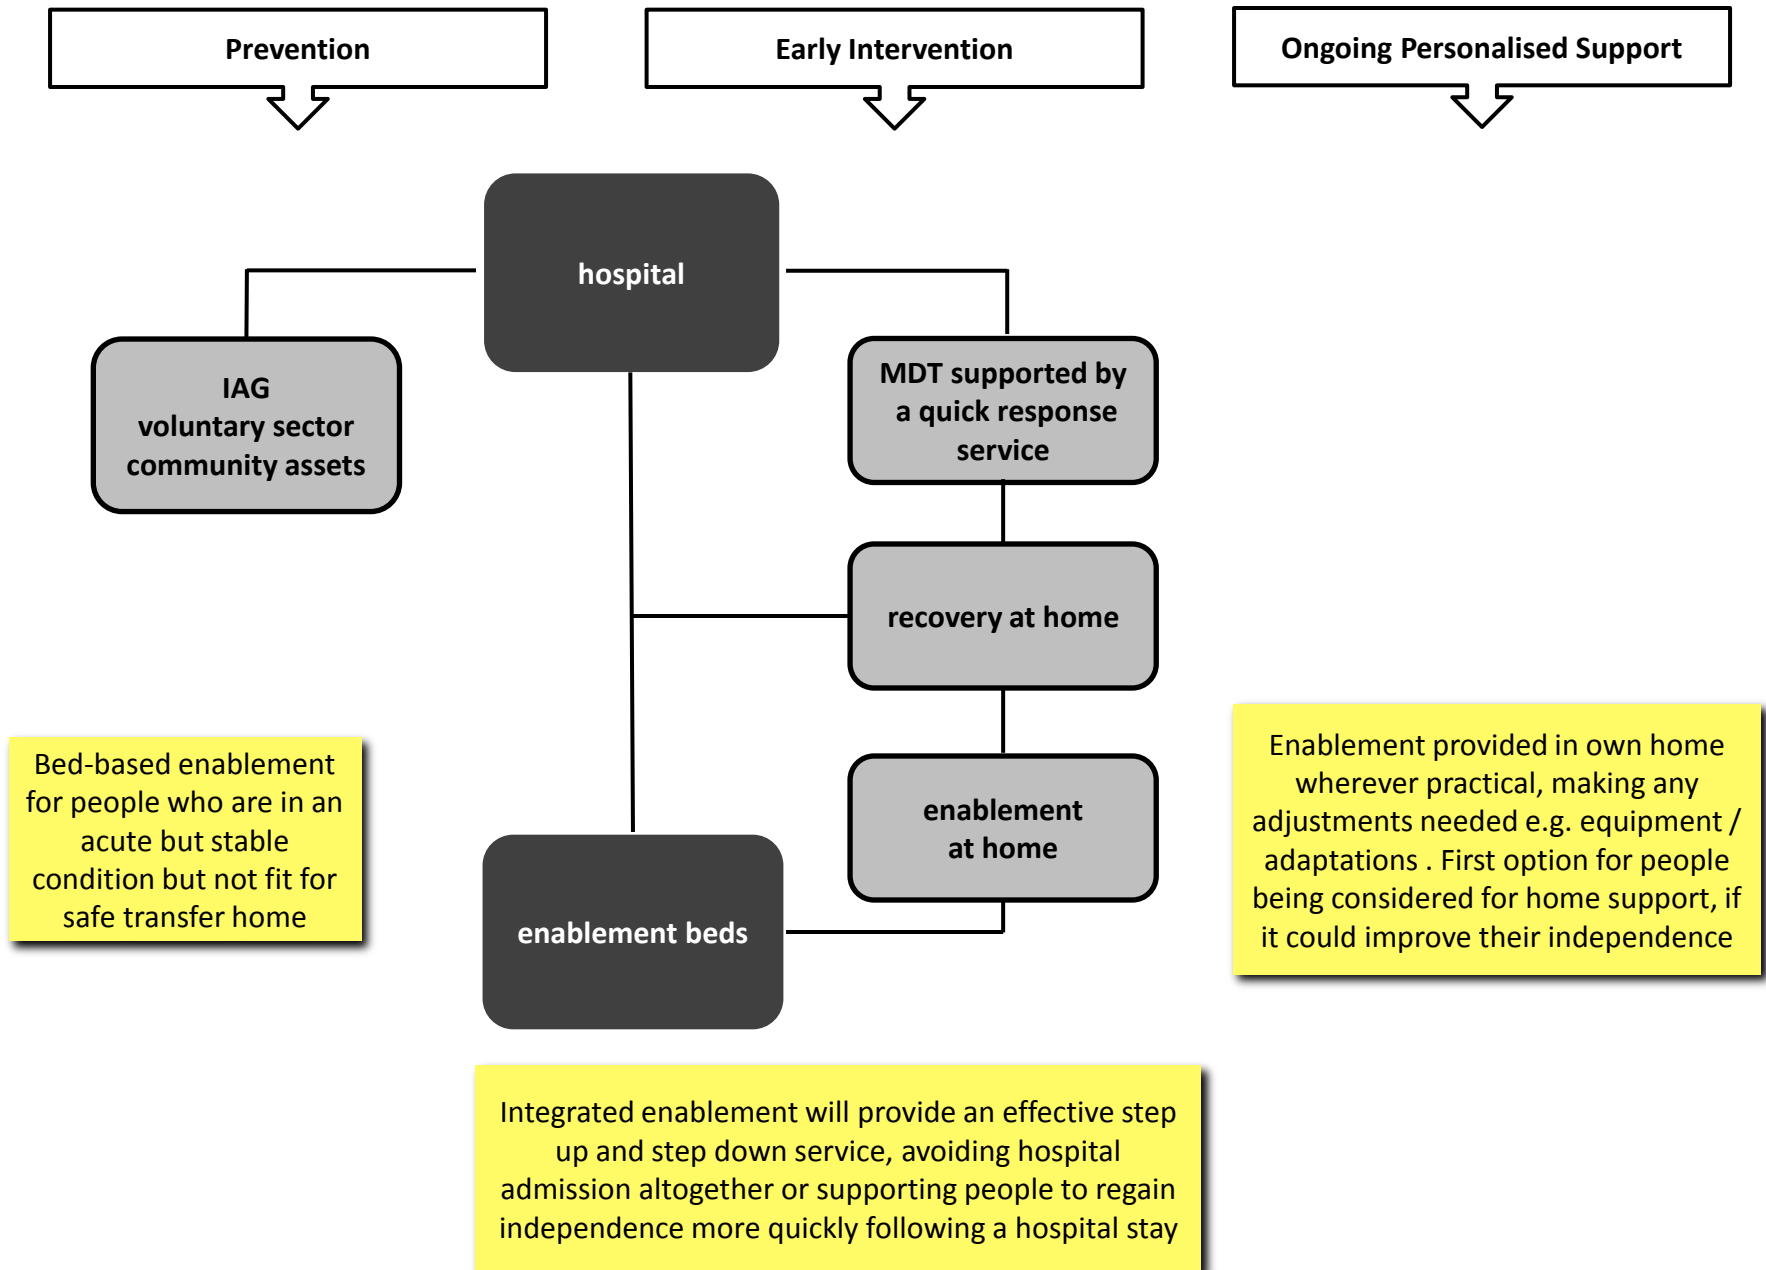 Prevention
Early Intervention
Ongoing Personalised Support
hospital
IAG
voluntary sector
community assets
MDT supported by
a quick response
service
recovery at home
enablement
at home
enablement beds
Bed-based enablement
for people who are in an
acute but stable
condition but not fit for
safe transfer home
Enablement provided in own home
wherever practical, making any
adjustments needed e.g. equipment /
adaptations . First option for people
being considered for home support, if
it could improve their independence
Integrated enablement will provide an effective step
up and step down service, avoiding hospital
admission altogether or supporting people to regain
independence more quickly following a hospital stay